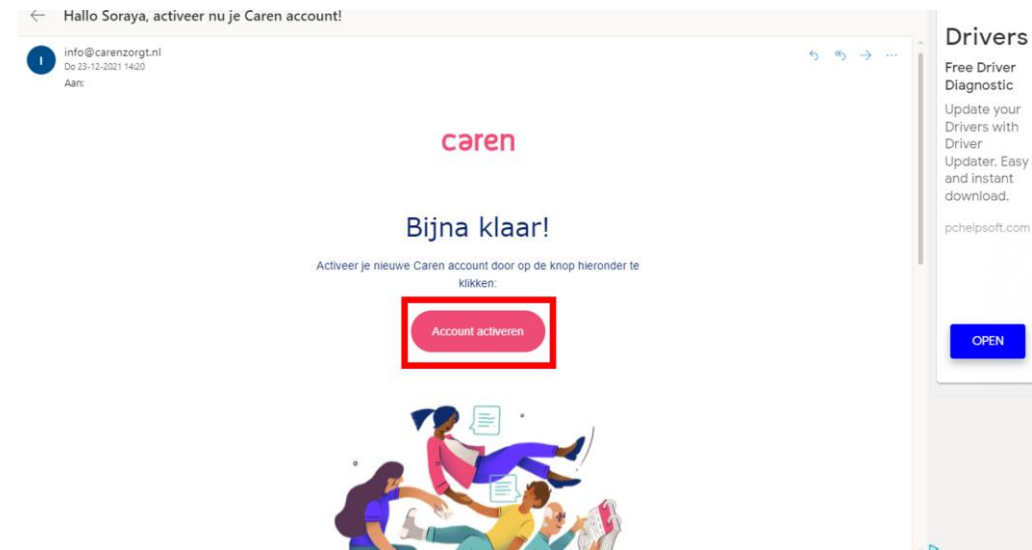 Hallo Soraya, activeer nu je Caren account!
I
info@carenzorgt.nl
Do 23-12-2021 14:20
Aan:
caren
Bijna klaar!
Activeer je nieuwe Caren account door op de knop hieronder te
klikken:
Account activeren
Drivers
Free Driver
Diagnostic
Update your
Drivers with
Driver
Updater. Easy
and instant
download.
pchelpsoft.com
OPEN